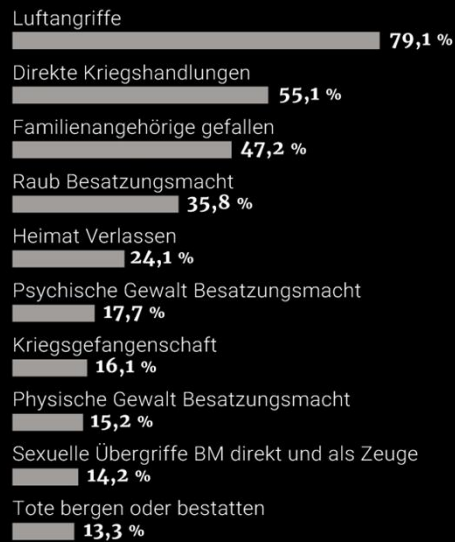 Luftangriffe
79,1 %
Direkte Kriegshandlungen
55,1 %
Familienangehörige gefallen
47,2 %
Raub Besatzungsmacht
35,8 %
Heimat Verlassen
24,1 %
Psychische Gewalt Besatzungsmacht
17,7 %
Kriegsgefangenschaft
16,1 %
Physische Gewalt Besatzungsmacht
15,2 %
Sexuelle Übergriffe BM direkt und als Zeuge
14,2 %
Tote bergen oder bestatten
13,3 %